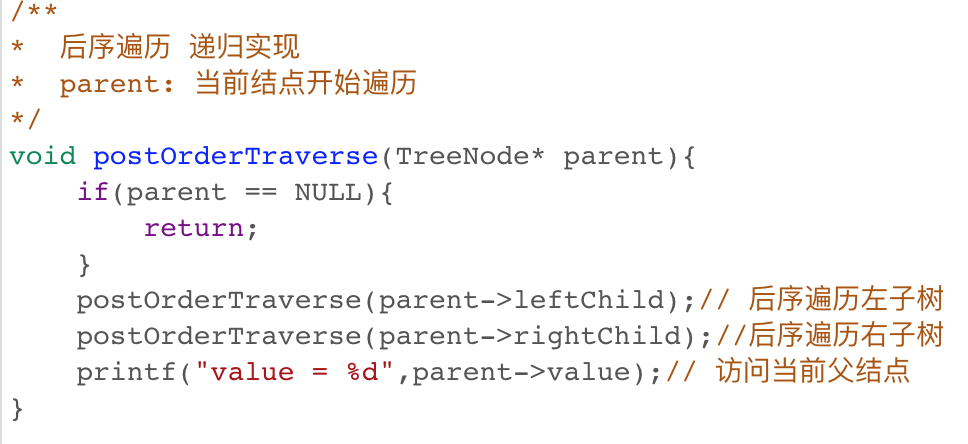 /**
*  后序遍历 递归实现
*  parent: 当前结点开始遍历
*/
void postOrderTraverse(TreeNode* parent){
    if(parent == NULL){
        return;
    }
    postOrderTraverse(parent->leftChild);// 后序遍历左子树
    postOrderTraverse(parent->rightChild);//后序遍历右子树
    printf("value = %d",parent->value);// 访问当前父结点
}